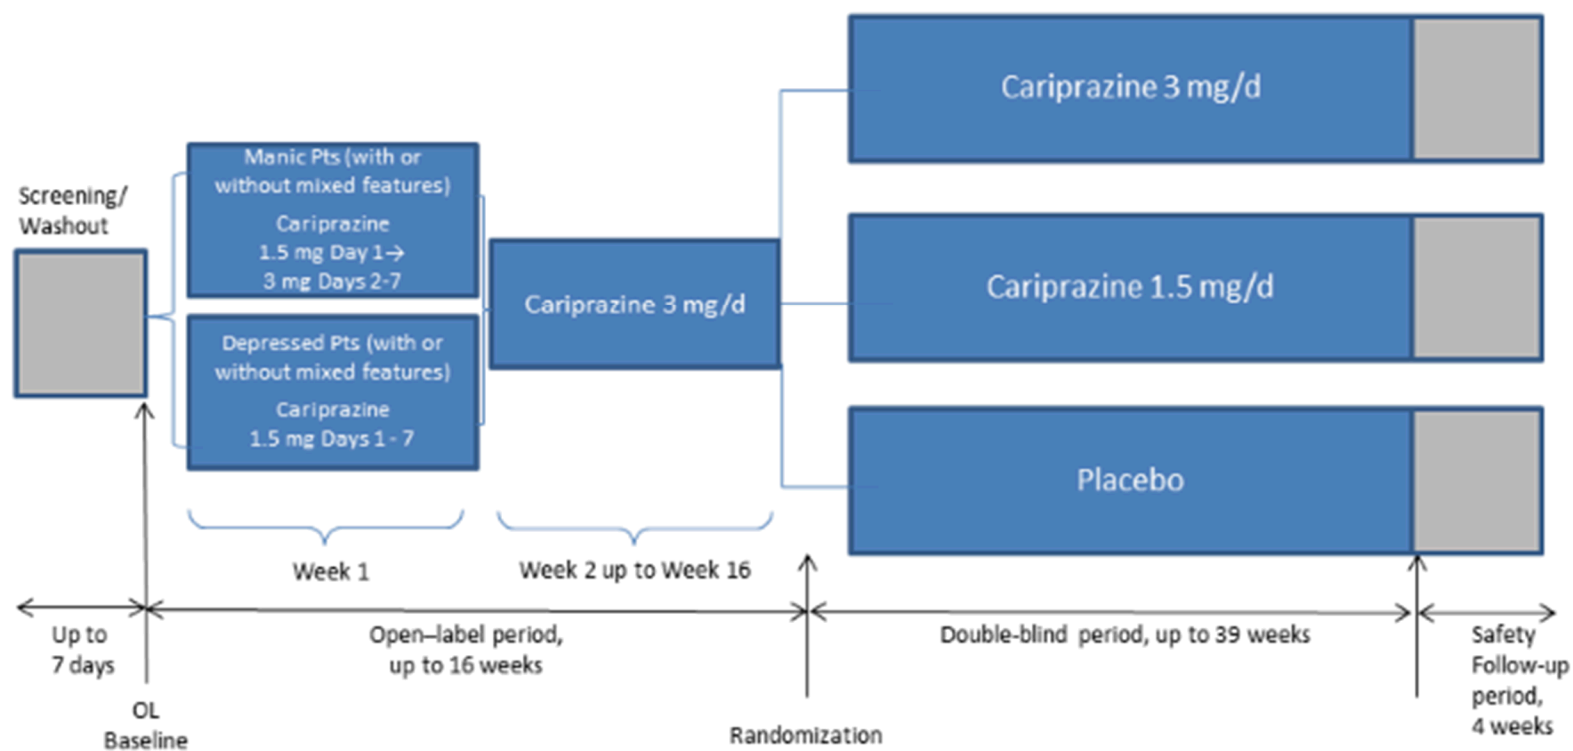 Screening/
Washout
Manic Pts (with or
without mixed features)
Cariprazine
1.5 mg Day 1→
3 mg Days 2-7
Depressed Pts (with or
without mixed features)
Cariprazine
1.5 mg Days 1 - 7
Cariprazine 3 mg/d
Cariprazine 3 mg/d
Cariprazine 1.5 mg/d
Placebo
Week 1
Week 2 up to Week 16
Up to
7 days
Open–label period,
up to 16 weeks
Double-blind period, up to 39 weeks
Safety
Follow-up
period,
4 weeks
OL
Baseline
Randomization